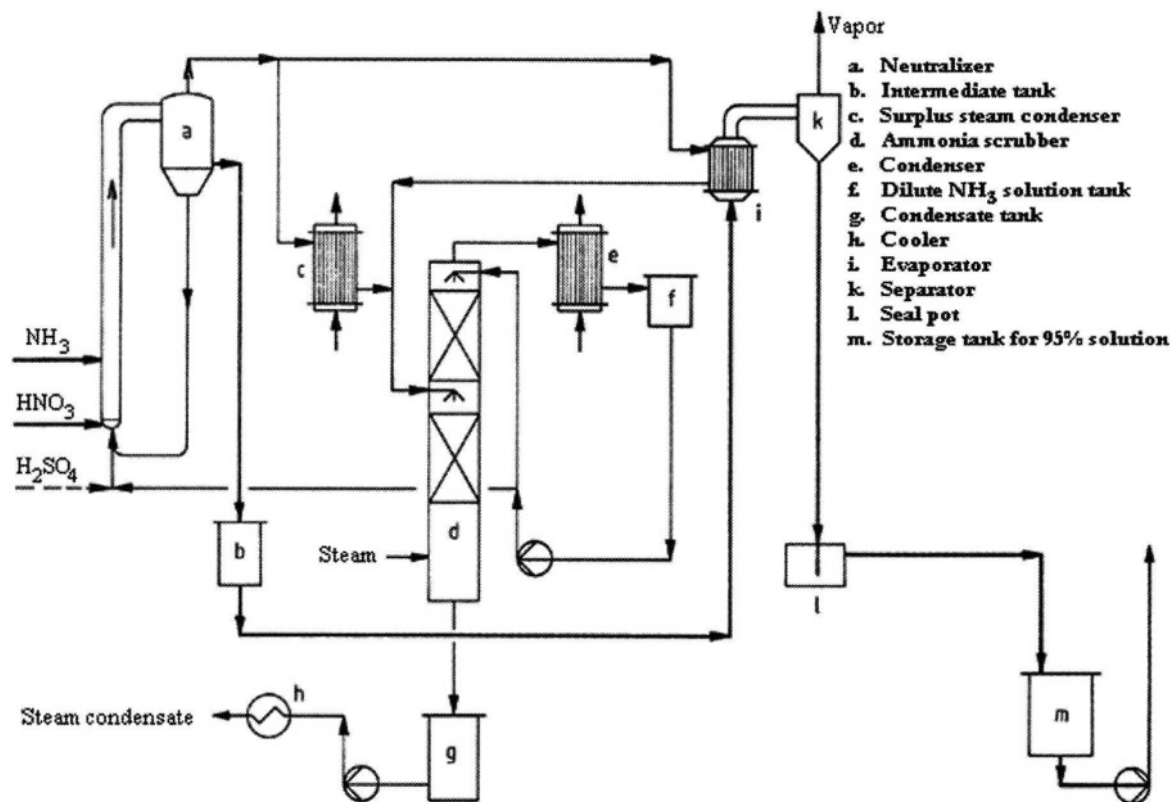 Vapor
a. Neutralizer
b. Intermediate tank
c. Surplus steam condenser
d. Ammonia scrubber
e. Condenser
f. Dilute NH₃ solution tank
g. Condensate tank
h. Cooler
i. Evaporator
k. Separator
l. Seal pot
m. Storage tank for 95% solution
a
k
i
c
e
f
NH₃
HNO₃
H₂SO₄
b
d
Steam
l
h
Steam condensate
g
m